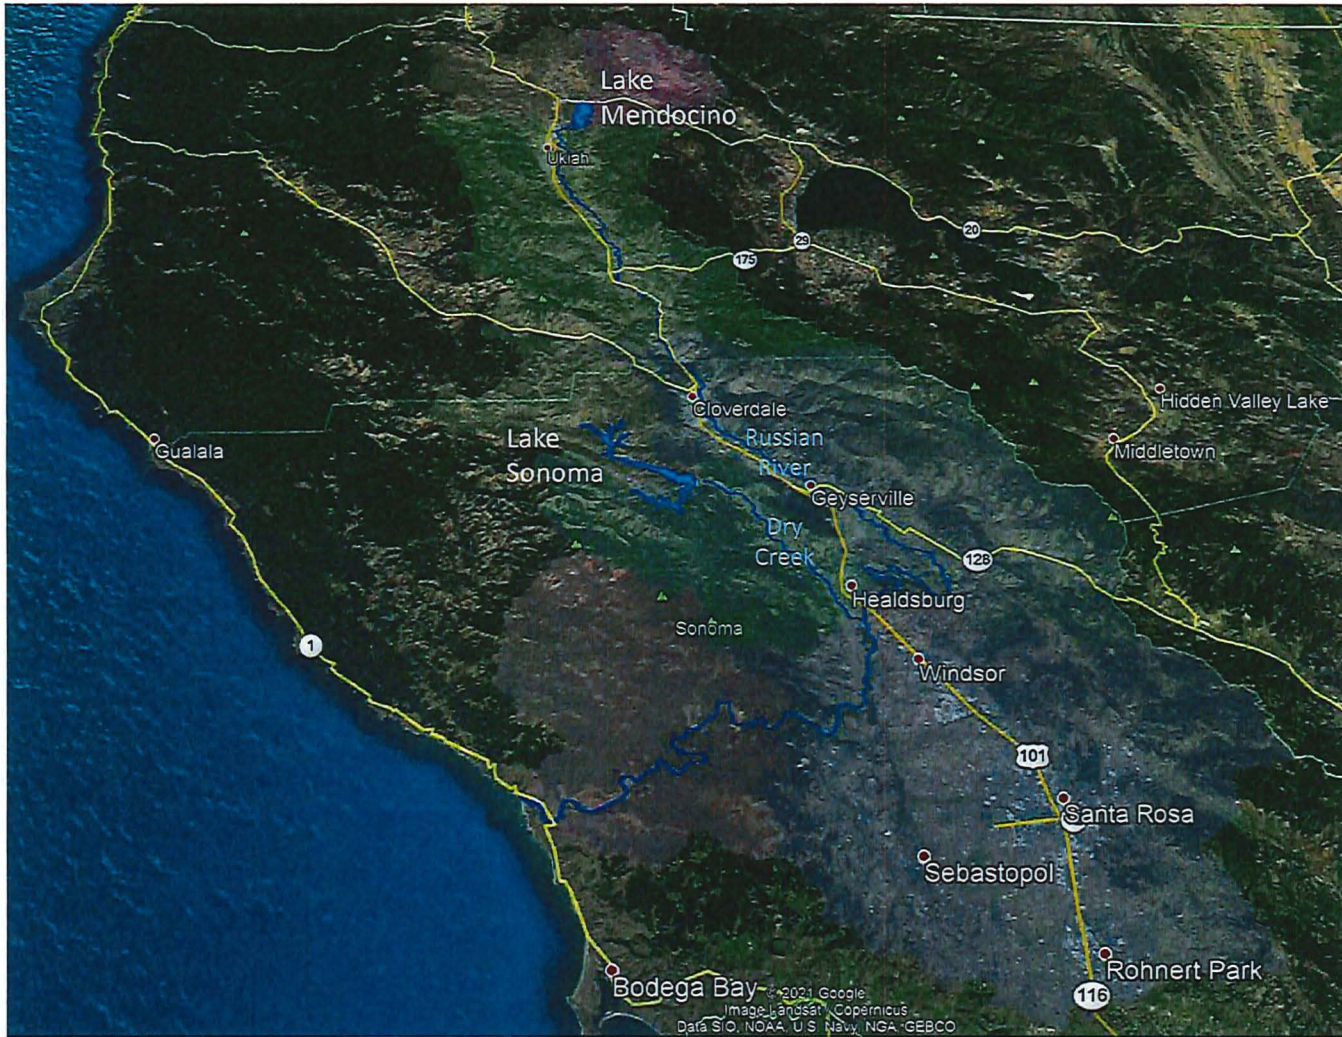 Lake
Mendocino
Ukiah
20
29
175
Hidden Valley Lake
Cloverdale
Russian
River
Lake
Sonoma
Middletown
Gualala
Geyserville
Dry
Creek
128
Healdsburg
Sonoma
1
Windsor
101
Santa Rosa
Sebastopol
Rohnert Park
Bodega Bay
116
© 2021 Google
Image Landsat / Copernicus
Data SIO, NOAA, U.S. Navy, NGA, GEBCO